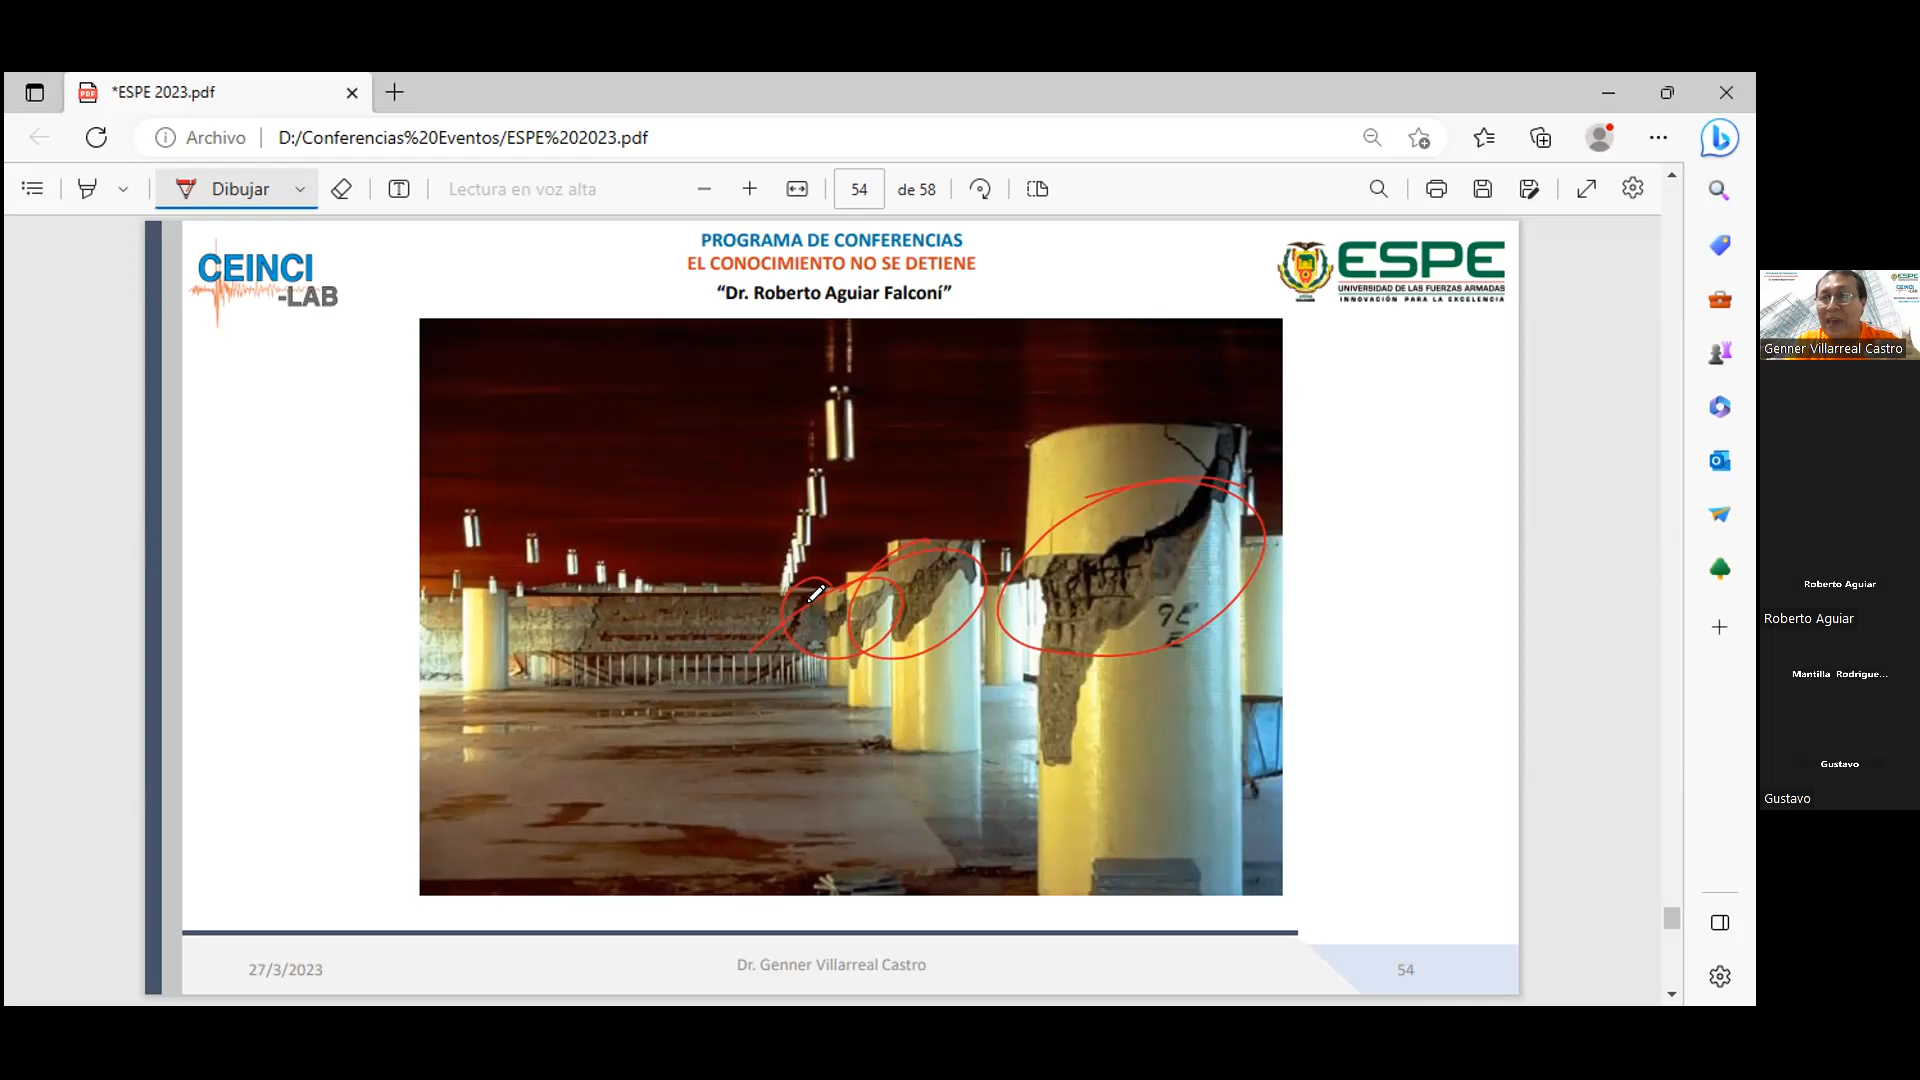 *ESPE 2023.pdf
Archivo
D:/Conferencias%20Eventos/ESPE%202023.pdf
Dibujar
Lectura en voz alta
54
de 58
CEINCI
-LAB
PROGRAMA DE CONFERENCIAS
EL CONOCIMIENTO NO SE DETIENE
“Dr. Roberto Aguiar Falconí”
ESPE
UNIVERSIDAD DE LAS FUERZAS ARMADAS
INNOVACIÓN PARA LA EXCELENCIA
9E
E
27/3/2023
Dr. Genner Villarreal Castro
54
Genner Villarreal Castro
Roberto Aguiar
Roberto Aguiar
Mantilla Rodrigue...
Gustavo
Gustavo